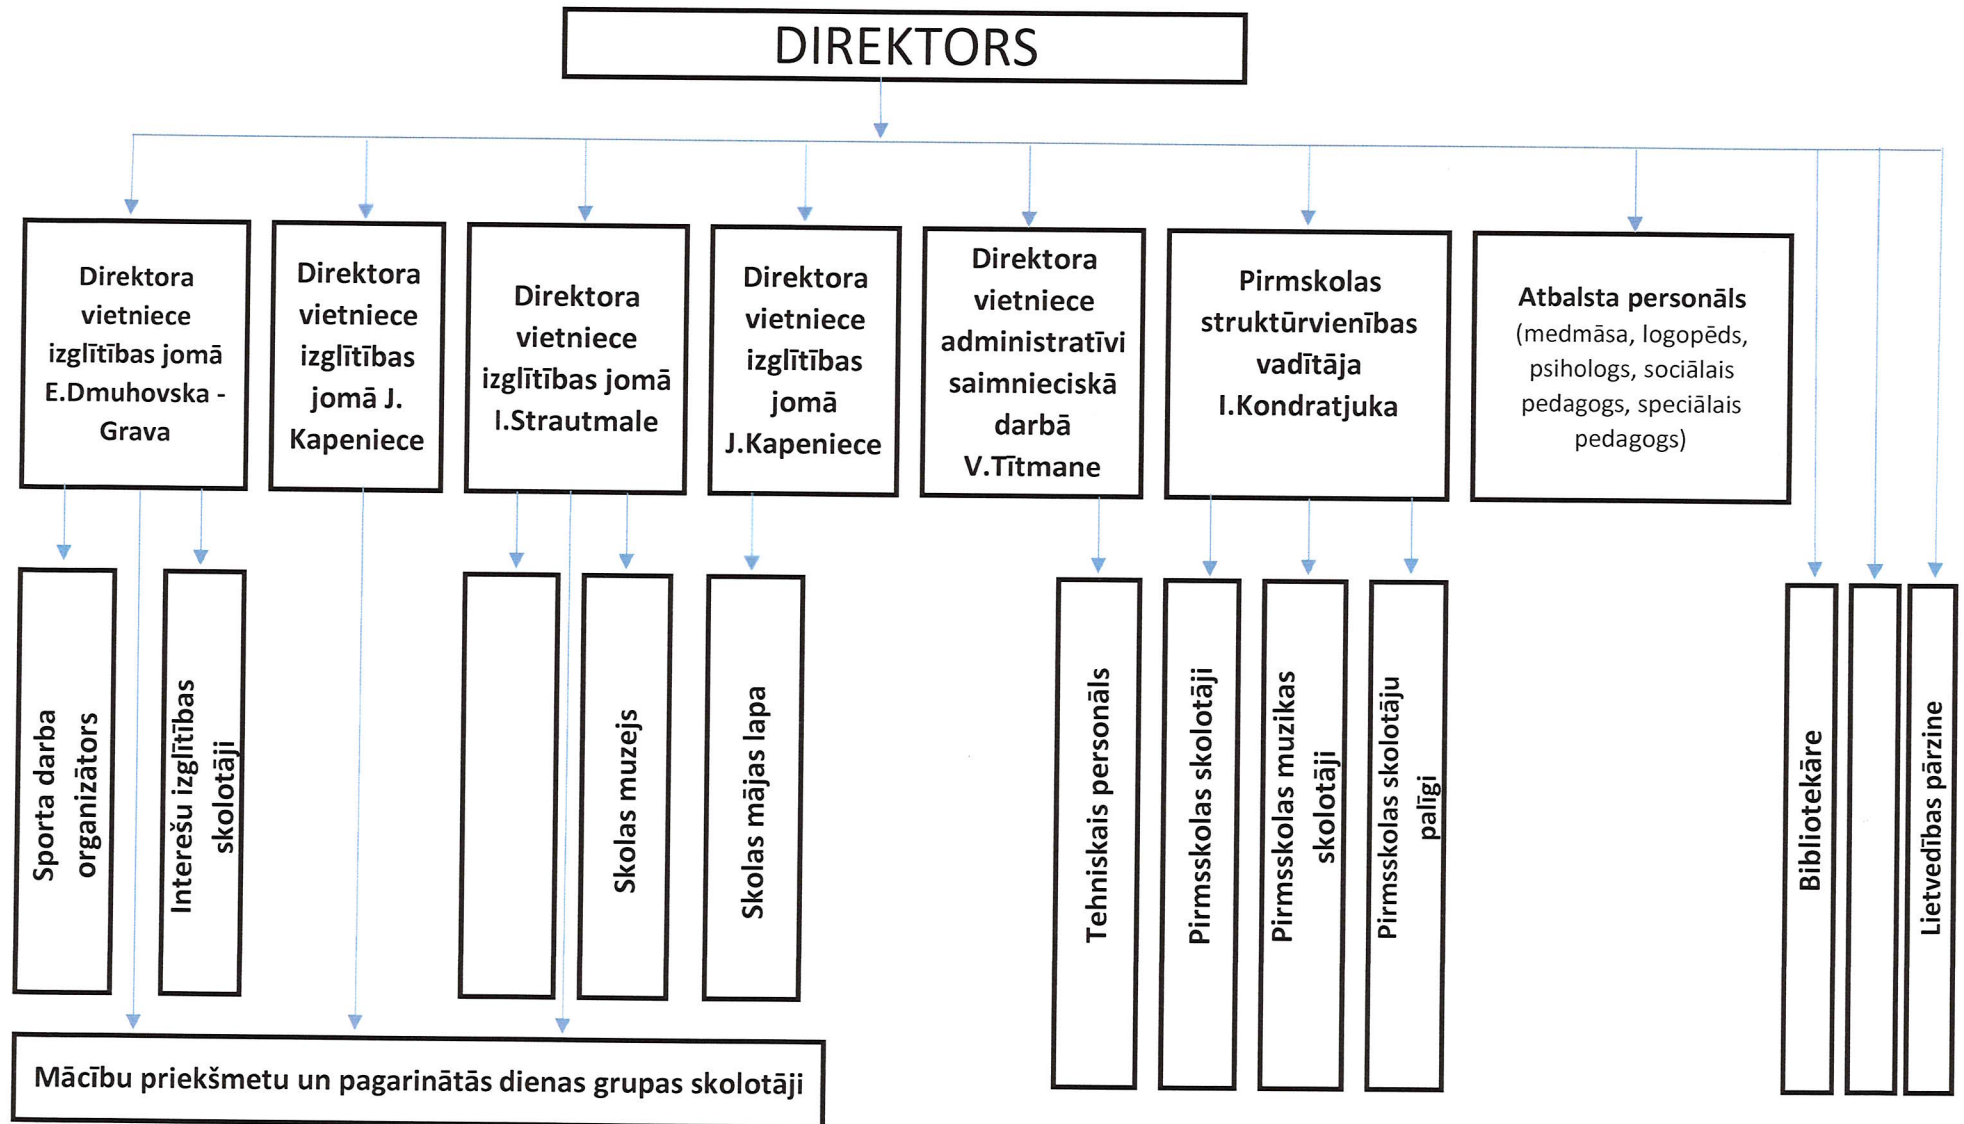 DIREKTORS
Direktora
vietniece
izglītības jomā
E.Dmuhovska -
Grava
Direktora
vietniece
izglītības
jomā J.
Kapeniece
Direktora
vietniece
izglītības jomā
I.Strautmale
Direktora
vietniece
izglītības
jomā
J.Kapeniece
Direktora
vietniece
administratīvi
saimnieciskā
darbā
V.Tītmane
Pirmskolas
struktūrvienības
vadītāja
I.Kondratjuka
Atbalsta personāls
(medmāsa, logopēds,
psihologs, sociālais
pedagogs, speciālais
pedagogs)
Sporta darba
organizātors
Interešu izglītības
skolotāji
Skolas muzejs
Skolas mājas lapa
Tehniskais personāls
Pirmsskolas skolotāji
Pirmsskolas muzikas
skolotāji
Pirmsskolas skolotāju
palīgi
Bibliotekāre
Lietvedības pārzine
Mācību priekšmetu un pagarinātās dienas grupas skolotāji